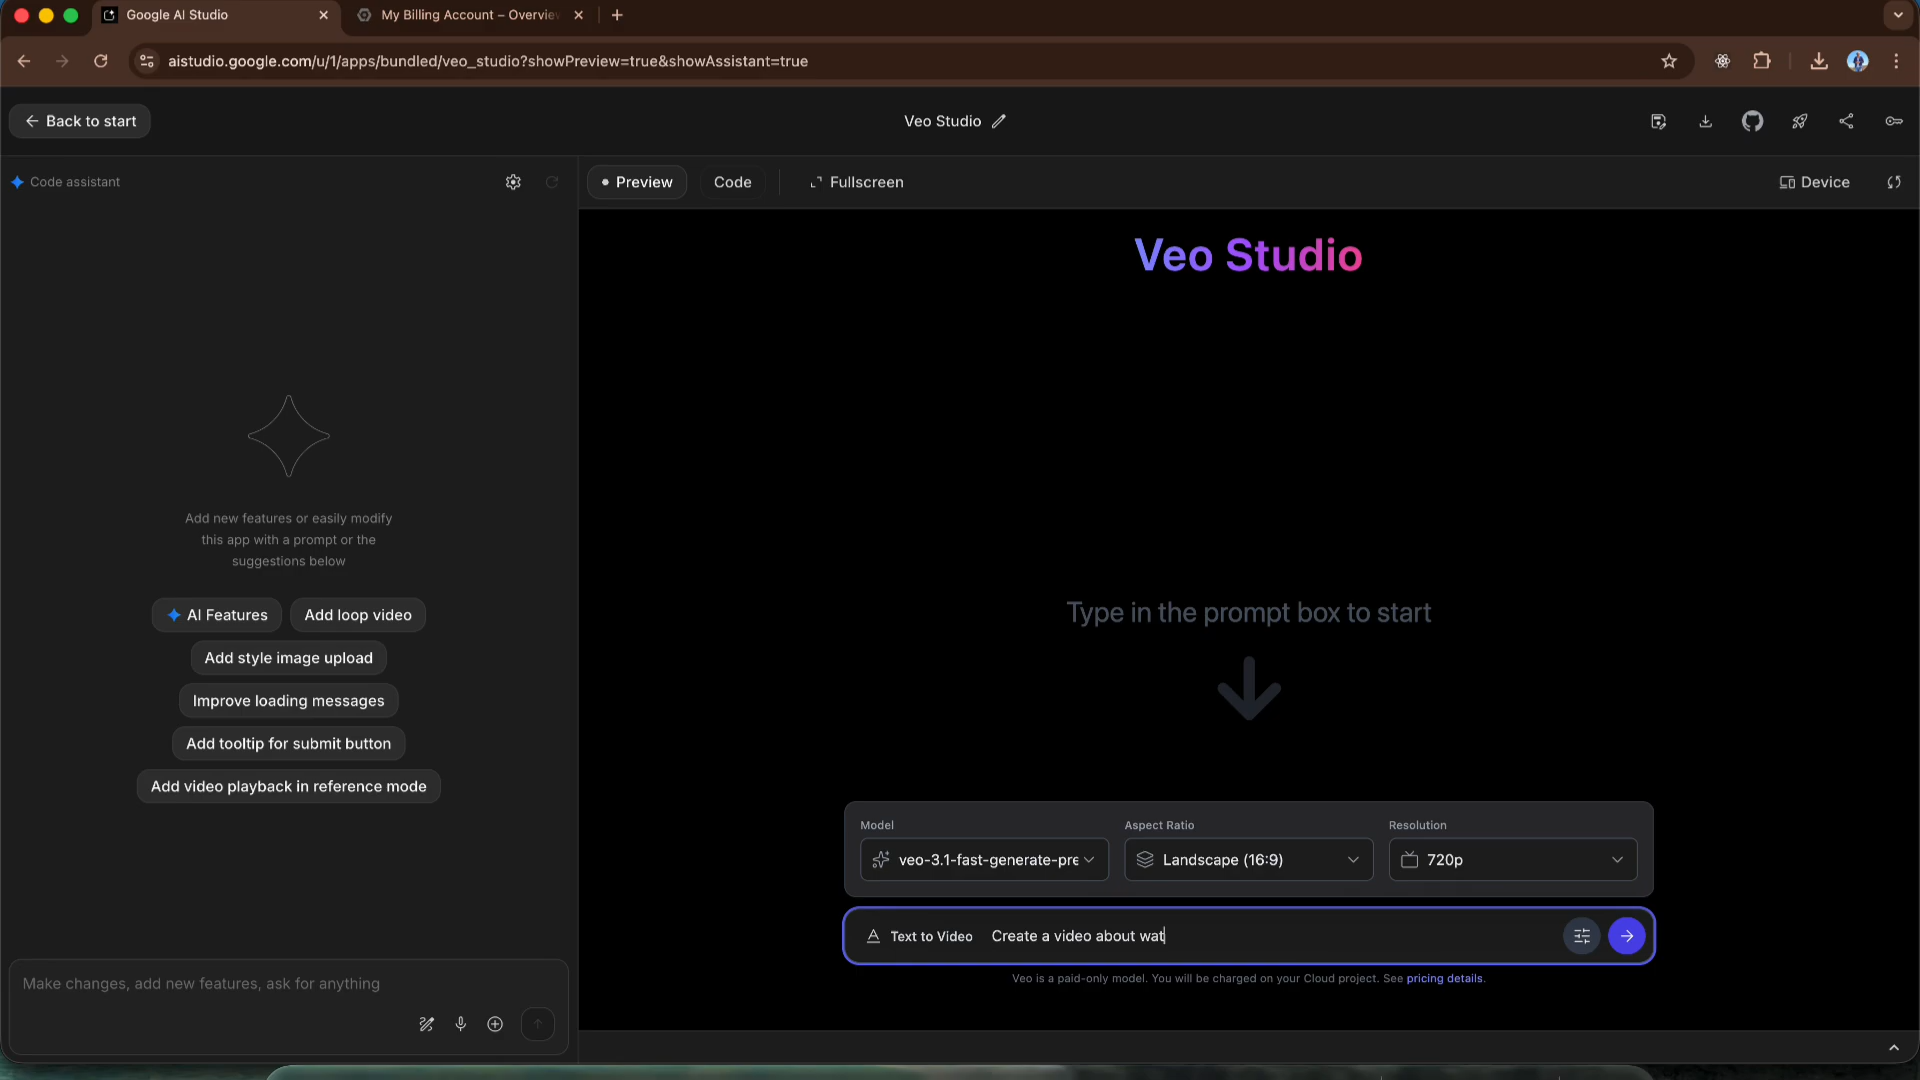 Google AI Studio
My Billing Account – Overvie
aistudio.google.com/u/1/apps/bundled/veo_studio?showPreview=true&showAssistant=true
Back to start
Veo Studio
Code assistant
Preview
Code
Fullscreen
Device
Veo Studio
Add new features or easily modify
this app with a prompt or the
suggestions below
AI Features
Add loop video
Add style image upload
Improve loading messages
Add tooltip for submit button
Add video playback in reference mode
Type in the prompt box to start
Model
Aspect Ratio
Resolution
veo-3.1-fast-generate-pre
Landscape (16:9)
720p
Text to Video
Create a video about wat
Veo is a paid-only model. You will be charged on your Cloud project. See pricing details.
Make changes, add new features, ask for anything